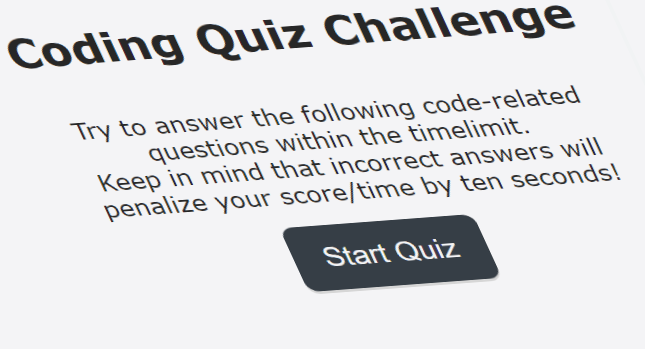 Coding Quiz Challenge
Try to answer the following code-related
questions within the timelimit.
Keep in mind that incorrect answers will
penalize your score/time by ten seconds!
Start Quiz